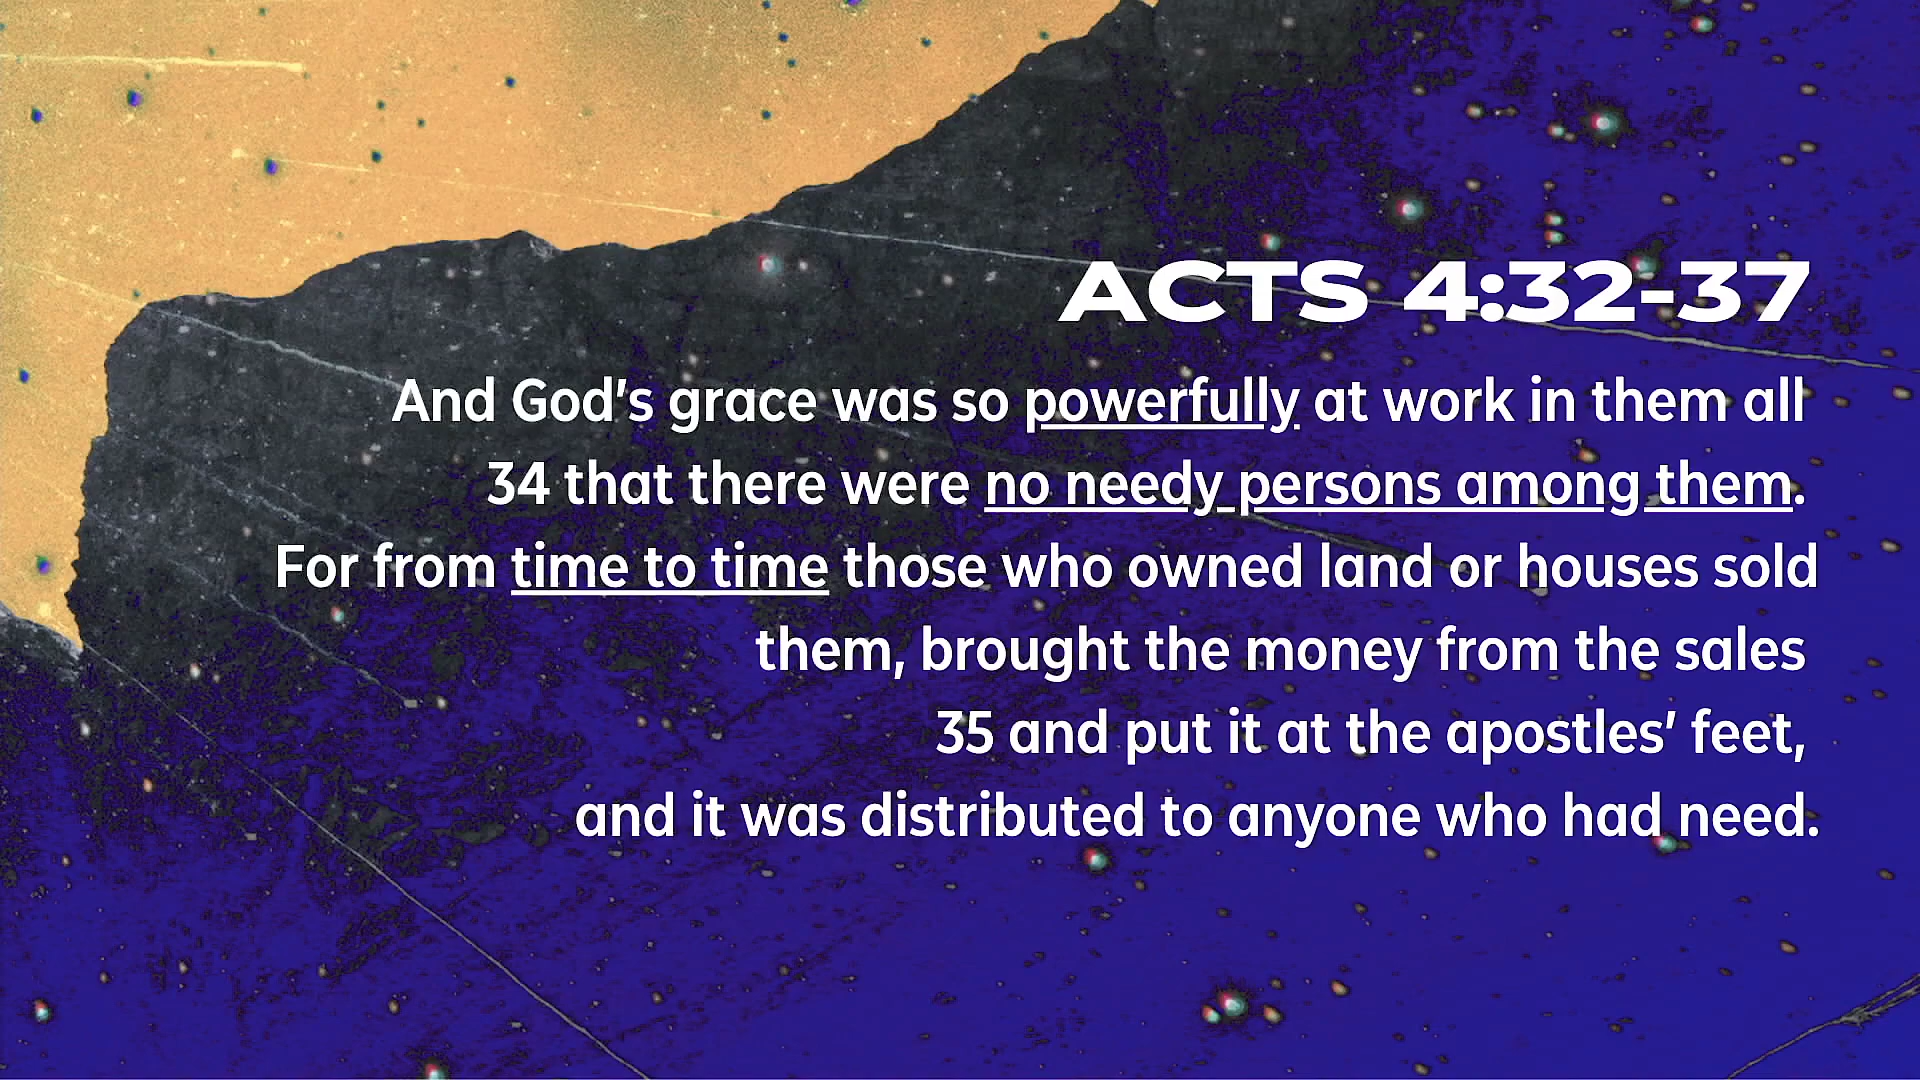 ACTS 4:32-37
And God's grace was so powerfully at work in them all
34 that there were no needy persons among them.
For from time to time those who owned land or houses sold
them, brought the money from the sales
35 and put it at the apostles' feet,
and it was distributed to anyone who had need.